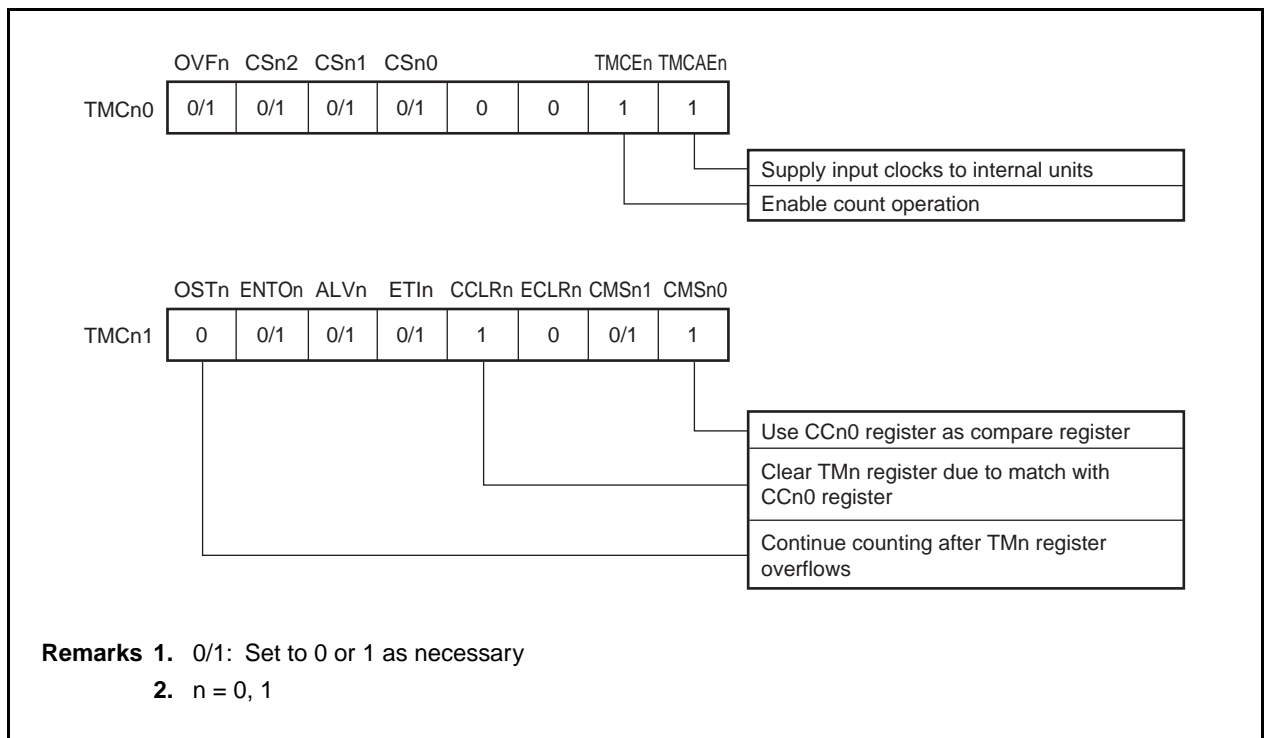 OVFn CSn2 CSn1 CSn0 TMCEn TMCAEn
TMCn0 0/1 0/1 0/1 0/1 0 0 1 1
Supply input clocks to internal units
Enable count operation
OSTn ENTOn ALVn ETIn CCLRn ECLRn CMSn1 CMSn0
TMCn1 0 0/1 0/1 0/1 1 0 0/1 1
Use CCn0 register as compare register
Clear TMn register due to match with
CCn0 register
Continue counting after TMn register
overflows
Remarks 1. 0/1: Set to 0 or 1 as necessary
2. n = 0, 1